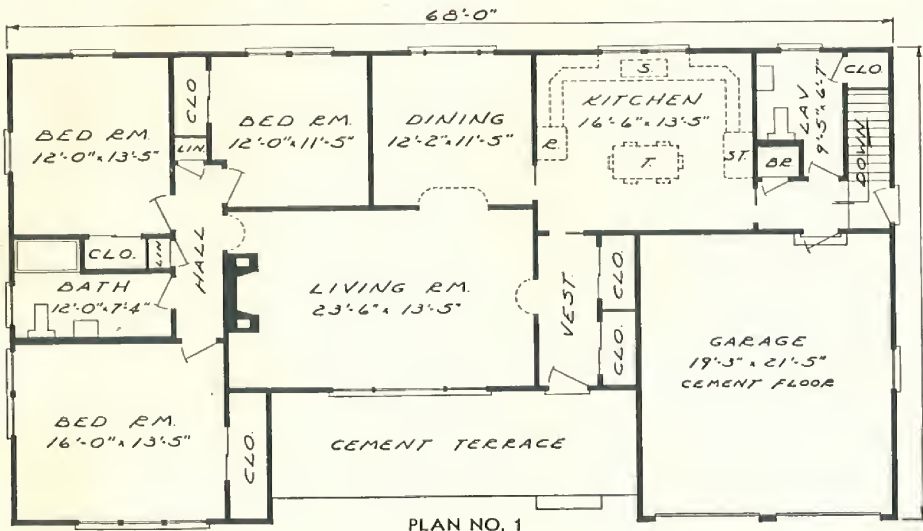 68'-0"
BED RM.
12'-0" x 13'-5"
CLO
LIN.
BED RM.
12'-0" x 11'-5"
DINING
12'-2" x 11'-5"
S.
KITCHEN
16'-6" x 13'-5"
R.
T.
ST.
LAV
9'-5" x 6'-7"
CLO.
BR.
DOWN
CLO.
LIN
HALL
BATH
12'-0" x 7'-4"
LIVING RM.
23'-6" x 13'-5"
VEST.
CLO.
CLO.
GARAGE
19'-3" x 21'-5"
CEMENT FLOOR
BED RM.
16'-0" x 13'-5"
CLO.
CEMENT TERRACE
PLAN NO. 1